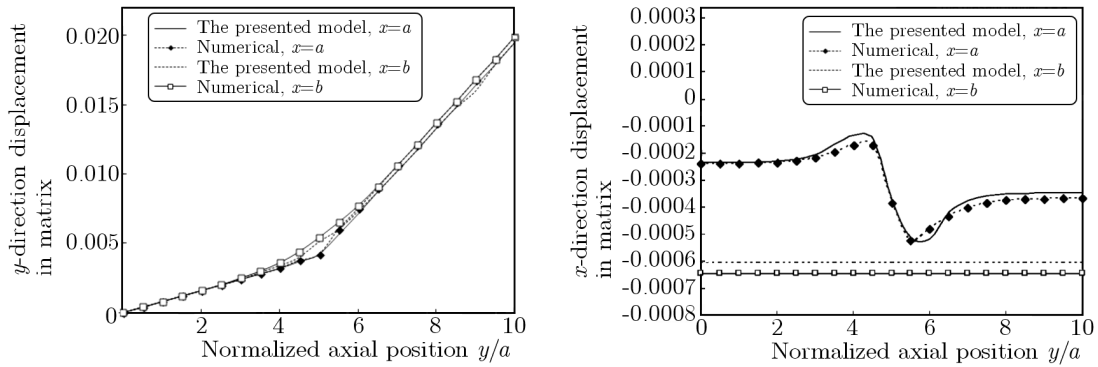 The presented model, x=a
Numerical, x=a
The presented model, x=b
Numerical, x=b
0.020
0.015
0.010
0.005
0
2
4
6
8
10
y-direction displacement
in matrix
Normalized axial position y/a
The presented model, x=a
Numerical, x=a
The presented model, x=b
Numerical, x=b
0.0003
0.0002
0.0001
0
-0.0001
-0.0002
-0.0003
-0.0004
-0.0005
-0.0006
-0.0007
-0.0008
0
2
4
6
8
10
x-direction displacement
in matrix
Normalized axial position y/a